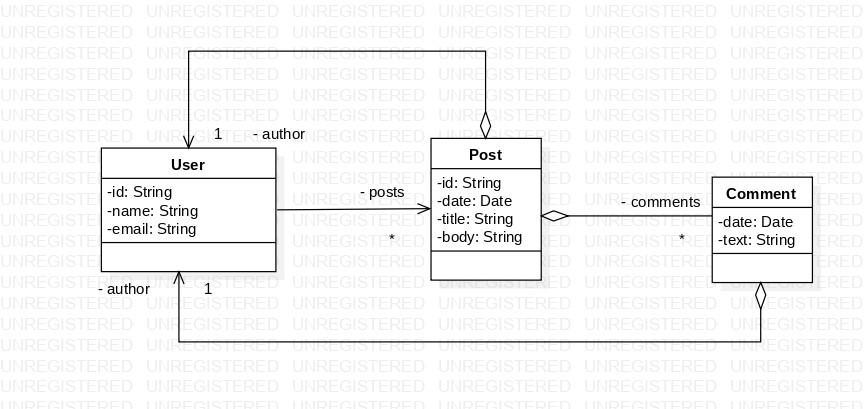 UNREGISTERED UNREGISTERED UNREGISTERED UNREGISTERED UNREGISTERED UNREGISTERED
1 - author
User
-id: String
-name: String
-email: String
- posts
*
Post
-id: String
-date: Date
-title: String
-body: String
- comments
*
Comment
-date: Date
-text: String
- author 1